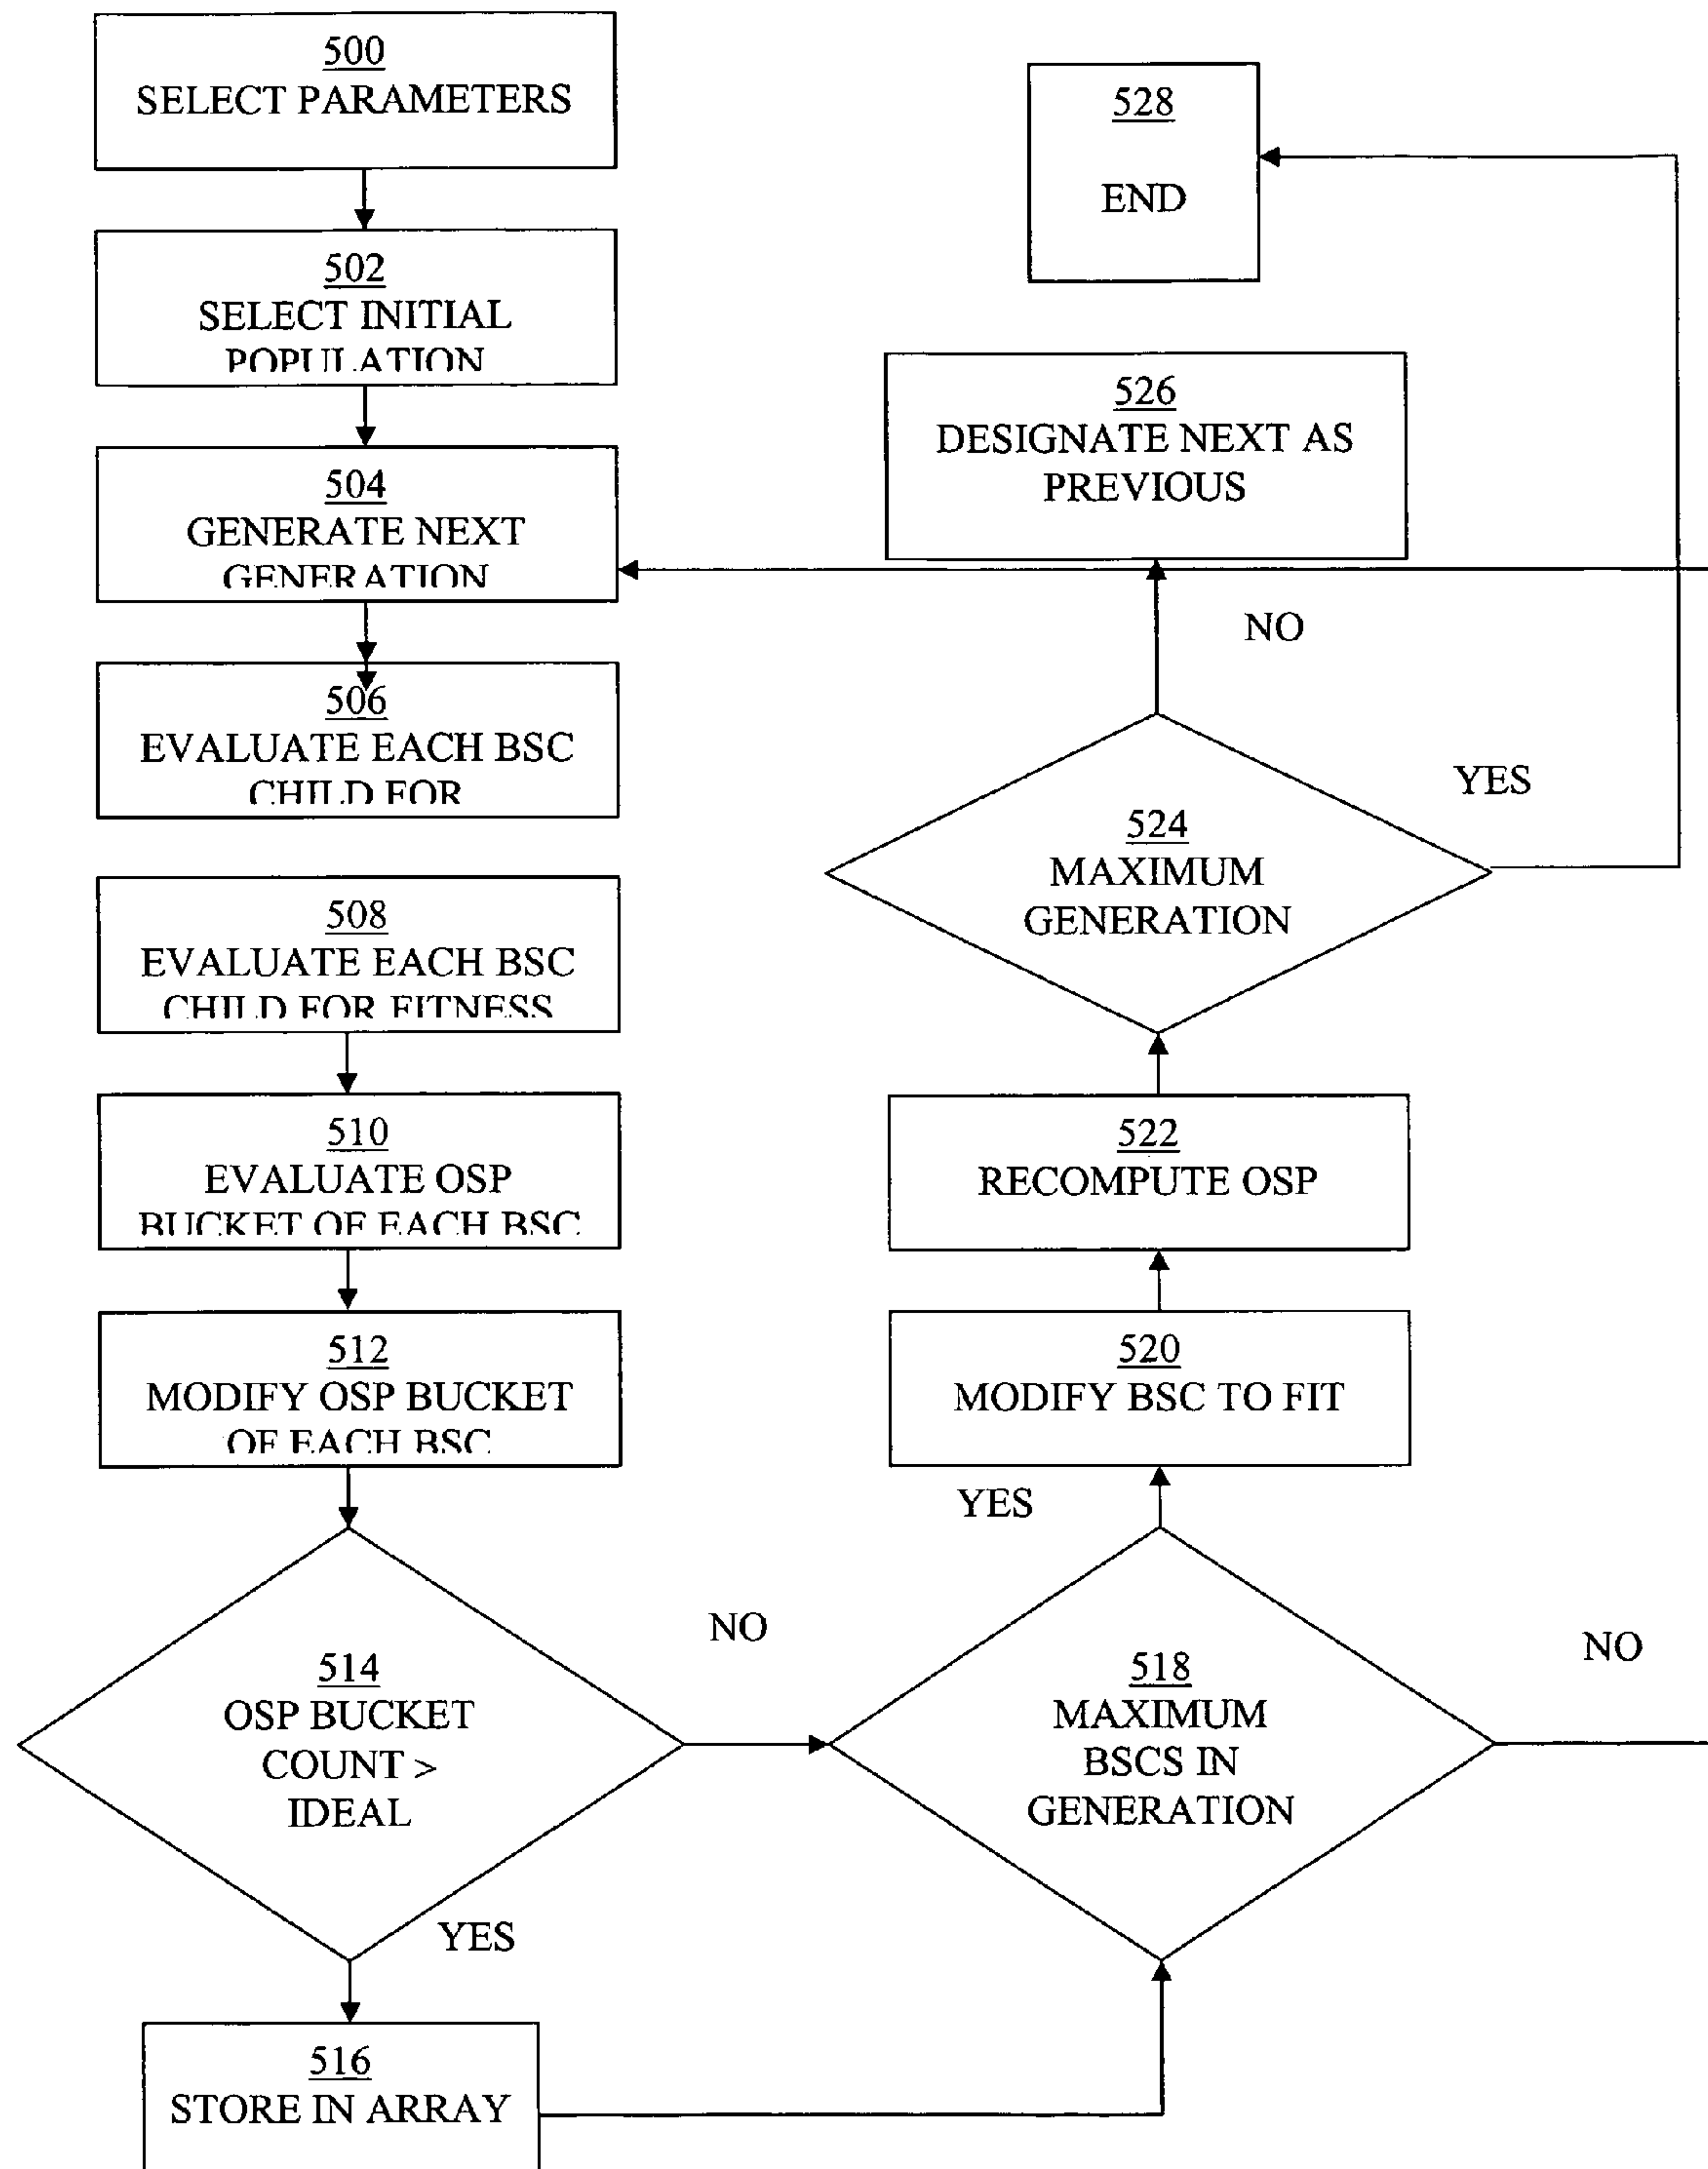 500
SELECT PARAMETERS
502
SELECT INITIAL
POPULATION
504
GENERATE NEXT
GENERATION
506
EVALUATE EACH BSC
CHILD FOR
508
EVALUATE EACH BSC
CHILD FOR FITNESS
510
EVALUATE OSP
BUCKET OF EACH BSC
512
MODIFY OSP BUCKET
OF EACH BSC
514
OSP BUCKET
COUNT >
IDEAL
NO
YES
516
STORE IN ARRAY
518
MAXIMUM
BSCS IN
GENERATION
NO
YES
520
MODIFY BSC TO FIT
522
RECOMPUTE OSP
524
MAXIMUM
GENERATION
YES
NO
526
DESIGNATE NEXT AS
PREVIOUS
528
END